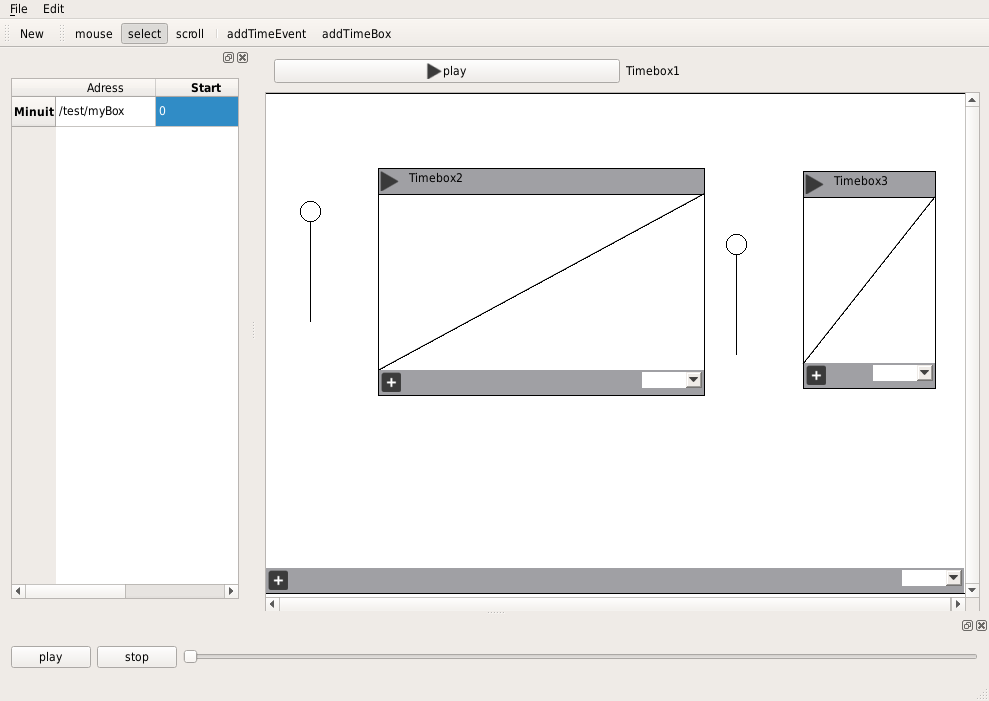 File Edit
New mouse select scroll addTimeEvent addTimeBox
play Timebox1
Adress Start
Minuit /test/myBox 0
Timebox2
Timebox3
play stop